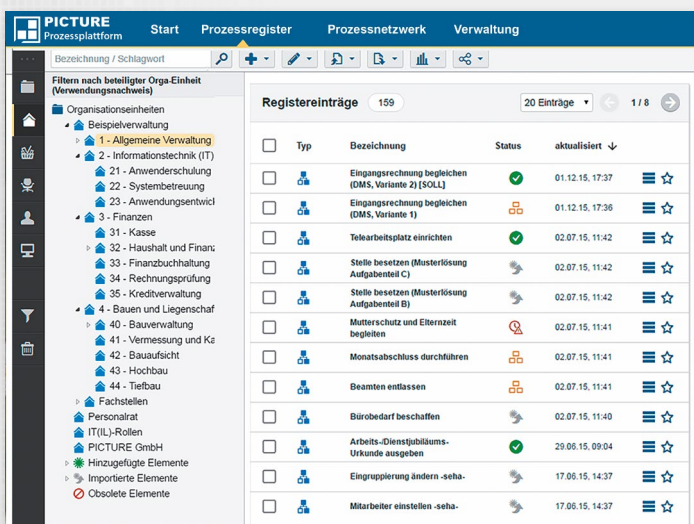 PICTURE
Prozessplattform
Start
Prozessregister
Prozessnetzwerk
Verwaltung
Bezeichnung / Schlagwort
Filtern nach beteiligter Orga-Einheit
(Verwendungsnachweis)
Organisationseinheiten
Beispielverwaltung
1 - Allgemeine Verwaltung
2 - Informationstechnik (IT)
21 - Anwenderschulung
22 - Systembetreuung
23 - Anwendungsentwicl
3 - Finanzen
31 - Kasse
32 - Haushalt und Finanz
33 - Finanzbuchhaltung
34 - Rechnungsprüfung
35 - Kreditverwaltung
4 - Bauen und Liegenschaf
40 - Bauverwaltung
41 - Vermessung und Ka
42 - Bauaufsicht
43 - Hochbau
44 - Tiefbau
Fachstellen
Personalrat
IT(IL)-Rollen
PICTURE GmbH
Hinzugefügte Elemente
Importierte Elemente
Obsolete Elemente
Registereinträge 159
20 Einträge
1 / 8
Typ Bezeichnung Status aktualisiert
Eingangsrechnung begleichen
(DMS, Variante 2) [SOLL]
01.12.15, 17:37
Eingangsrechnung begleichen
(DMS, Variante 1)
01.12.15, 17:36
Telearbeitsplatz einrichten
02.07.15, 11:42
Stelle besetzen (Musterlösung
Aufgabenteil C)
02.07.15, 11:42
Stelle besetzen (Musterlösung
Aufgabenteil B)
02.07.15, 11:42
Mutterschutz und Elternzeit
begleiten
02.07.15, 11:41
Monatsabschluss durchführen
02.07.15, 11:41
Beamten entlassen
02.07.15, 11:41
Bürobedarf beschaffen
02.07.15, 11:40
Arbeits-/Dienstjubiläums-
Urkunde ausgeben
29.06.15, 09:04
Eingruppierung ändern -seha-
17.06.15, 14:37
Mitarbeiter einstellen -seha-
17.06.15, 14:37